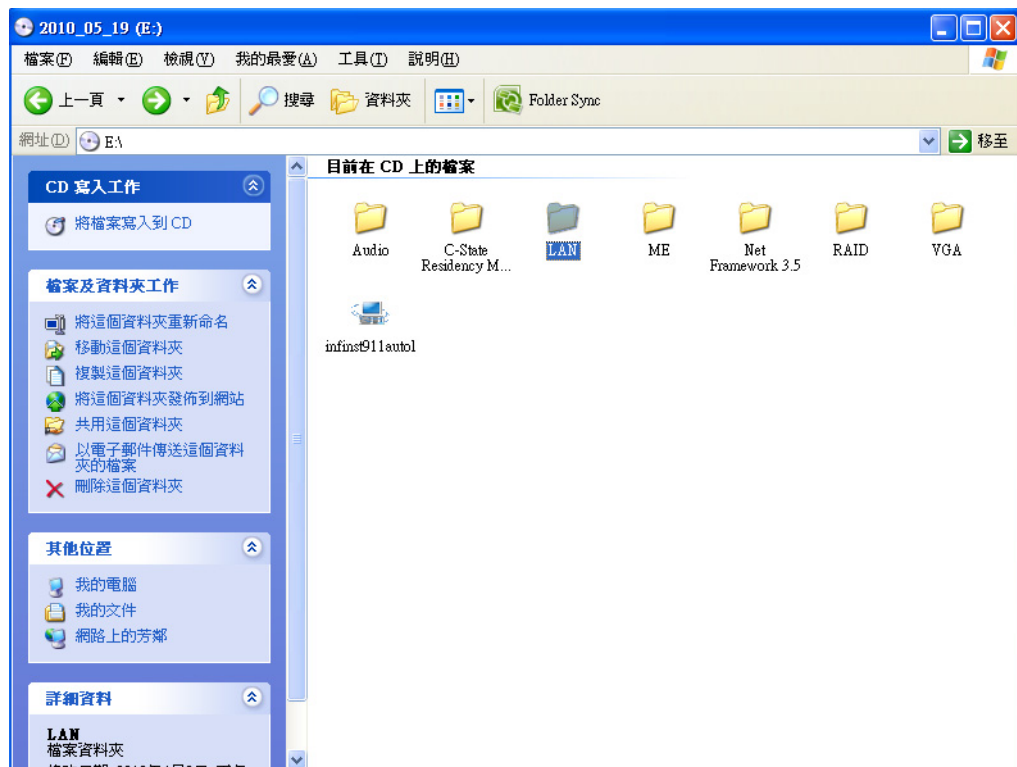 2010_05_19 (E:)
檔案(F) 編輯(E) 檢視(V) 我的最愛(A) 工具(T) 說明(H)
上一頁 搜尋 資料夾 Folder Sync
網址(D) E:\ 移至
CD 寫入工作
將檔案寫入到 CD
檔案及資料夾工作
將這個資料夾重新命名
移動這個資料夾
複製這個資料夾
將這個資料夾發佈到網站
共用這個資料夾
以電子郵件傳送這個資料
夾的檔案
刪除這個資料夾
其他位置
我的電腦
我的文件
網路上的芳鄰
詳細資料
LAN
檔案資料夾
目前在 CD 上的檔案
Audio
C-State
Residency M...
LAN
ME
Net
Framework 3.5
RAID
VGA
infinst911autol